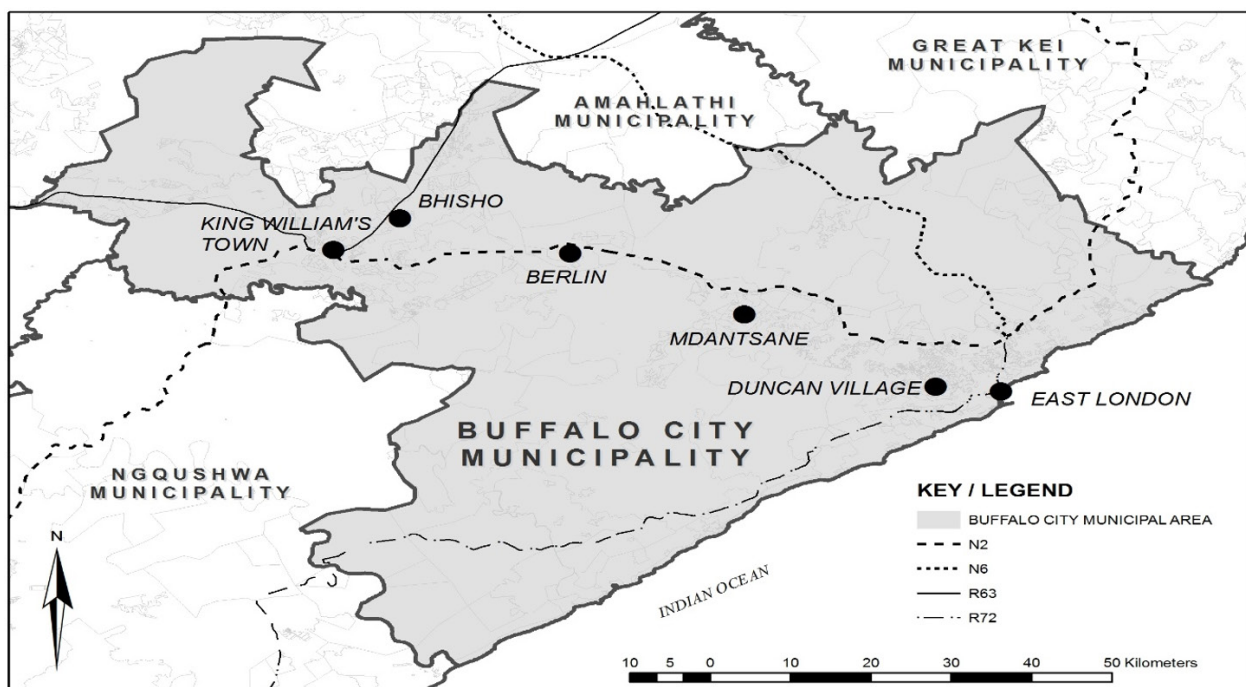 GREAT KEI
MUNICIPALITY
AMAHLATHI
MUNICIPALITY
BHISHO
KING WILLIAM'S
TOWN
BERLIN
MDANTSANE
DUNCAN VILLAGE
EAST LONDON
BUFFALO CITY
MUNICIPALITY
NGQUSHWA
MUNICIPALITY
N
INDIAN OCEAN
KEY / LEGEND
BUFFALO CITY MUNICIPAL AREA
N2
N6
R63
R72
10 5 0 10 20 30 40 50 Kilometers